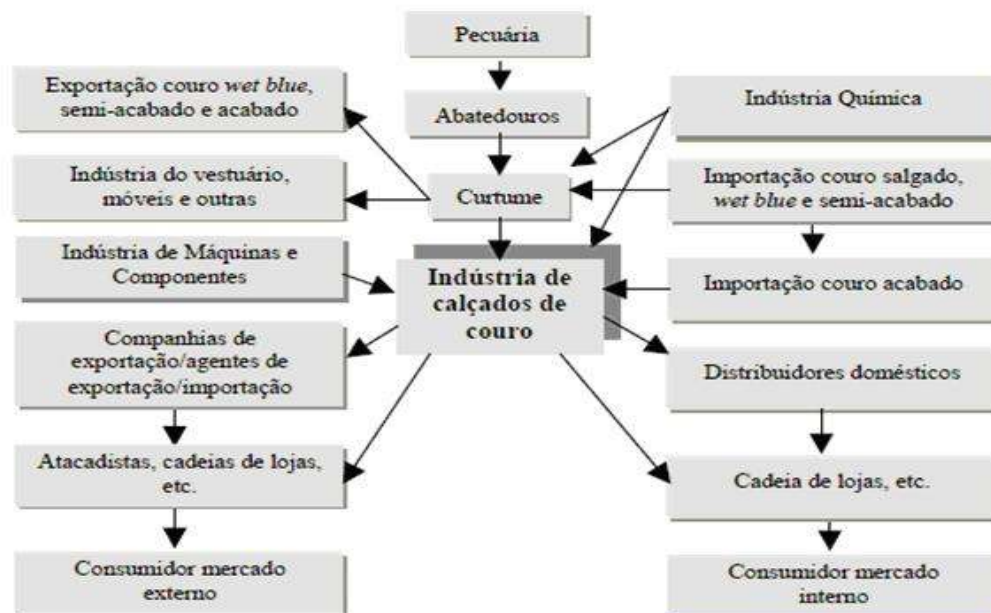 Pecuária
Exportação couro wet blue,
semi-acabado e acabado
Abatedouros
Indústria Química
Indústria do vestuário,
móveis e outras
Curtume
Importação couro salgado,
wet blue e semi-acabado
Indústria de Máquinas e
Componentes
Indústria de
calçados de
couro
Importação couro acabado
Companhias de
exportação/agentes de
exportação/importação
Distribuidores domésticos
Atacadistas, cadeias de lojas,
etc.
Cadeia de lojas, etc.
Consumidor mercado
externo
Consumidor mercado
interno